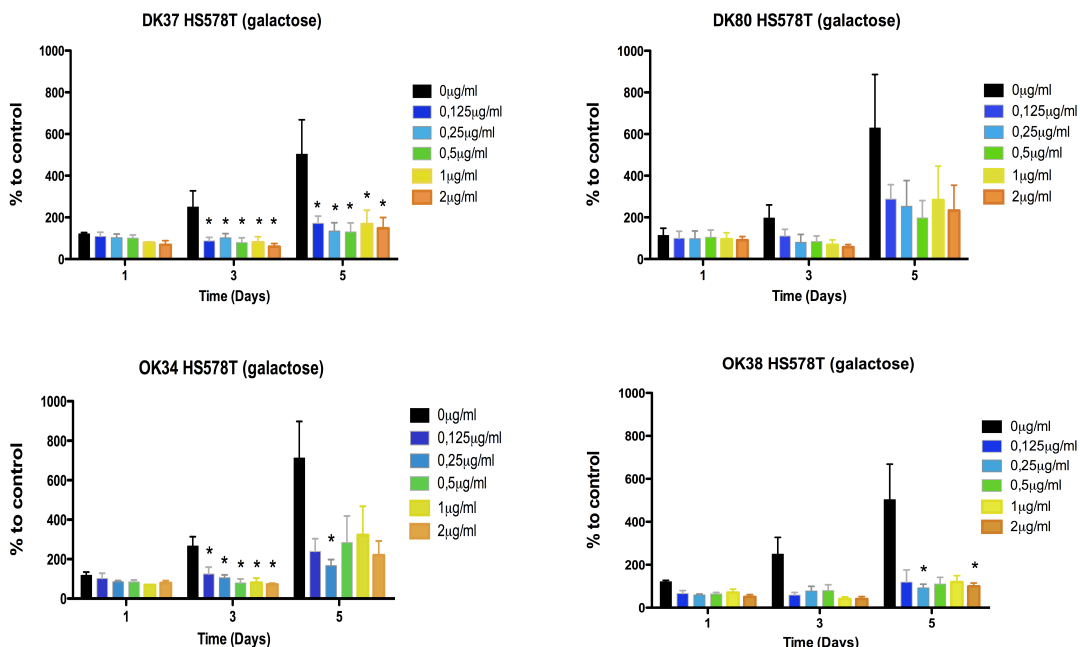 DK37 HS578T (galactose)
1000
800
600
400
200
0
% to control
* * * * *
* * * * *
1 3 5
Time (Days)
0μg/ml
0,125μg/ml
0,25μg/ml
0,5μg/ml
1μg/ml
2μg/ml
DK80 HS578T (galactose)
1000
800
600
400
200
0
% to control
1 3 5
Time (Days)
0μg/ml
0,125μg/ml
0,25μg/ml
0,5μg/ml
1μg/ml
2μg/ml
OK34 HS578T (galactose)
1000
800
600
400
200
0
% to control
* * * * *
*
1 3 5
Time (Days)
0μg/ml
0,125μg/ml
0,25μg/ml
0,5μg/ml
1μg/ml
2μg/ml
OK38 HS578T (galactose)
1000
800
600
400
200
0
% to control
* *
1 3 5
Time (Days)
0μg/ml
0,125μg/ml
0,25μg/ml
0,5μg/ml
1μg/ml
2μg/ml